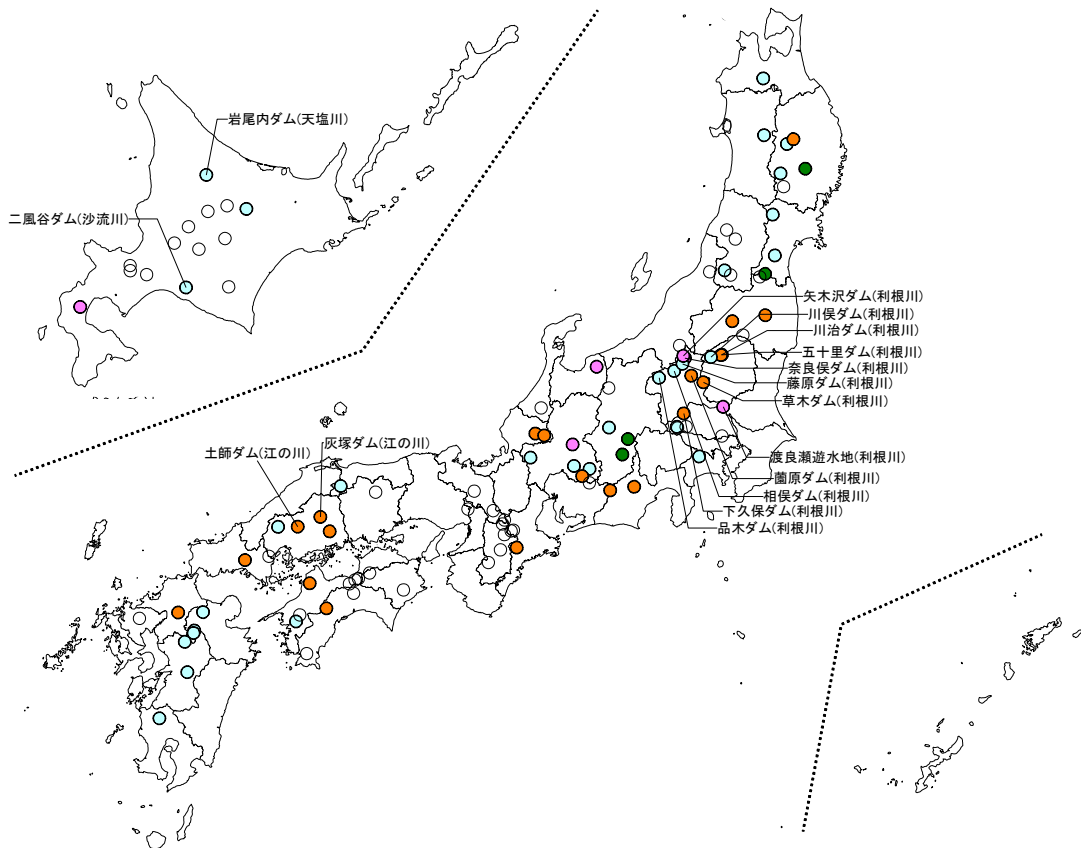 岩尾内ダム(天塩川)
二風谷ダム(沙流川)
矢木沢ダム(利根川)
川俣ダム(利根川)
川治ダム(利根川)
五十里ダム(利根川)
奈良俣ダム(利根川)
藤原ダム(利根川)
草木ダム(利根川)
渡良瀬遊水地(利根川)
薗原ダム(利根川)
相俣ダム(利根川)
下久保ダム(利根川)
品木ダム(利根川)
灰塚ダム(江の川)
土師ダム(江の川)